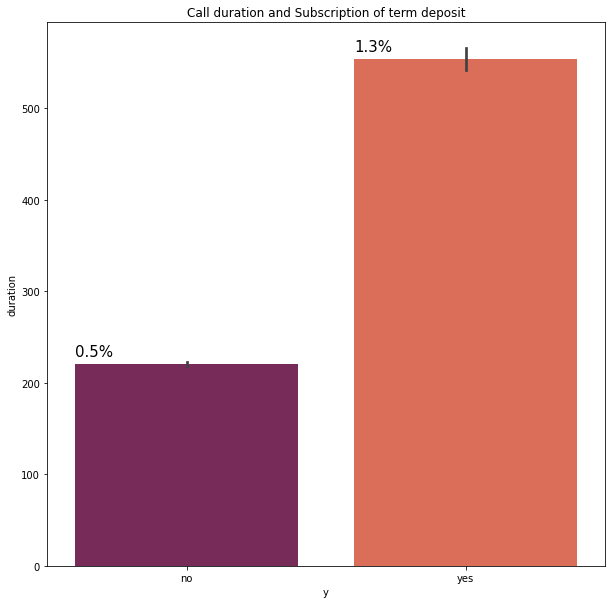 Call duration and Subscription of term deposit
1.3%
500
400
duration
300
0.5%
200
100
0
no
yes
y